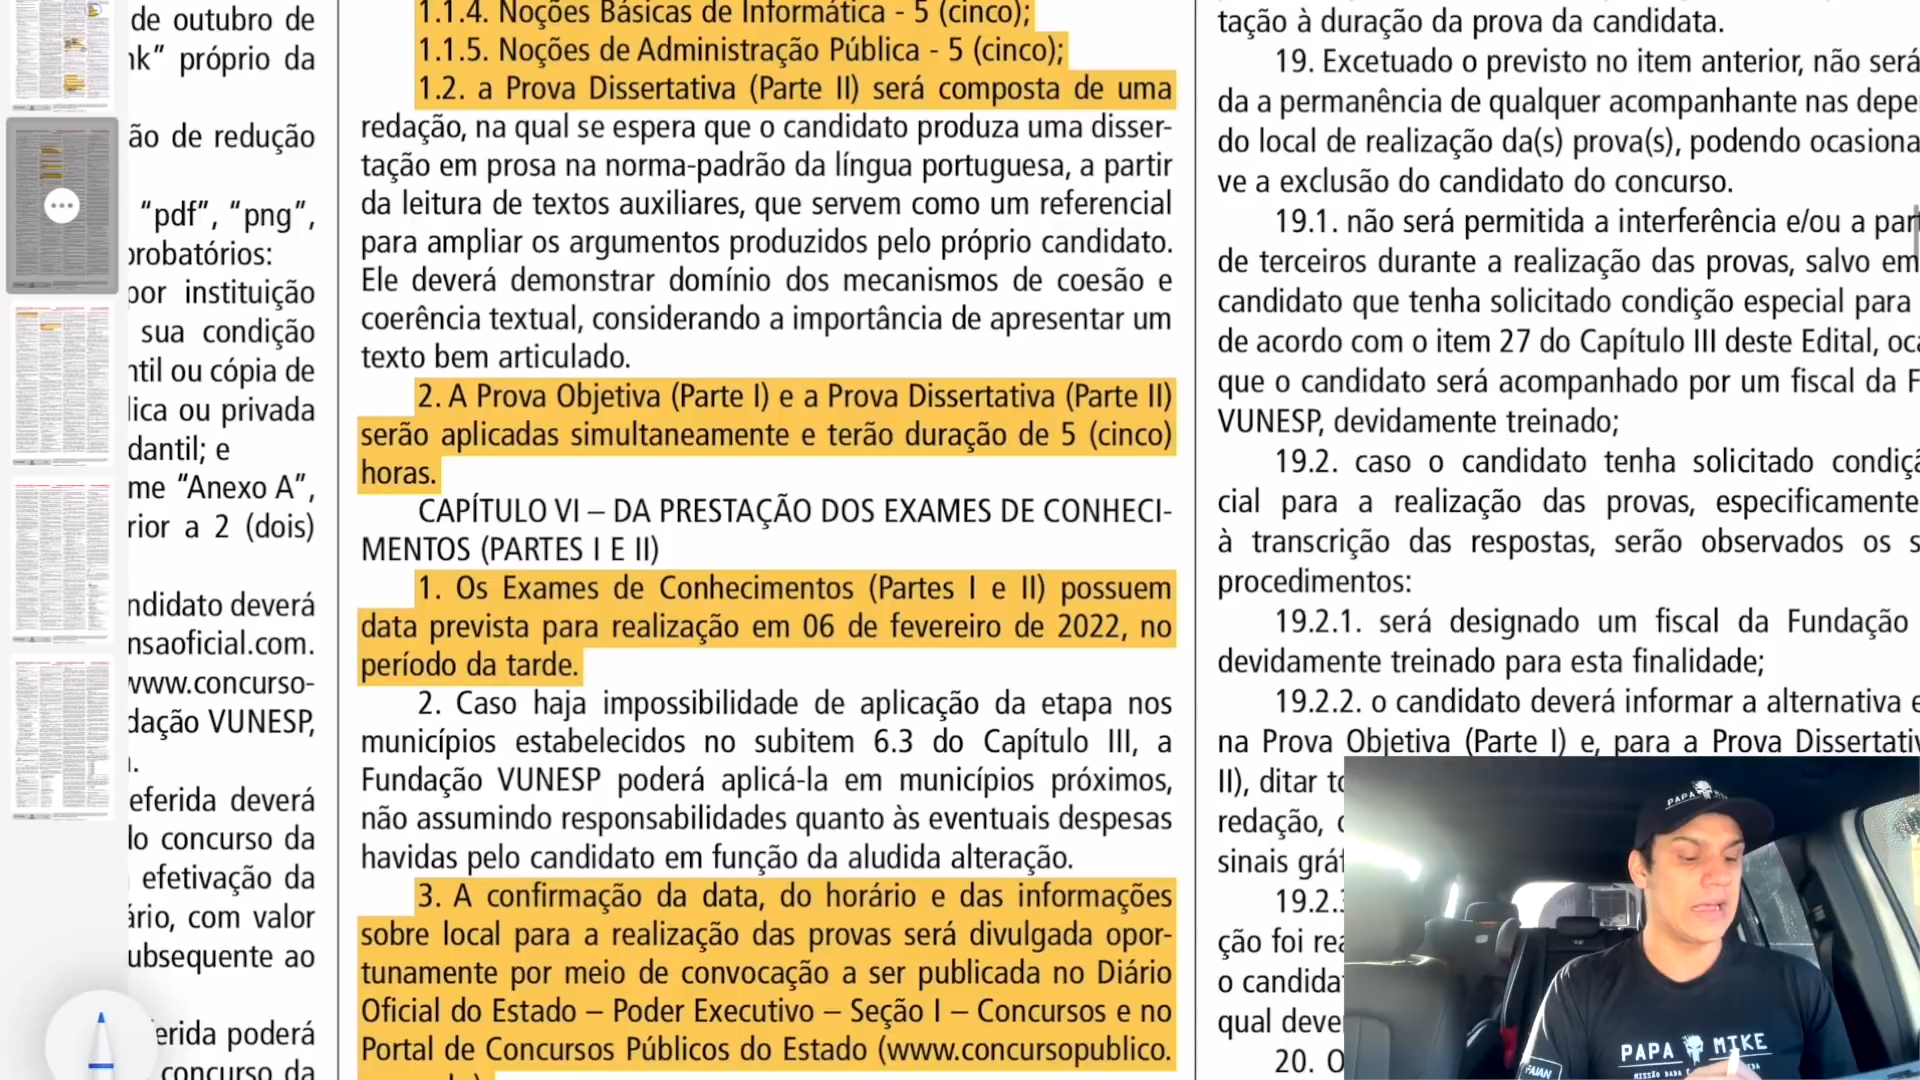 de outubro de
nk” próprio da
ão de redução
“pdf”, “png”,
probatórios:
por instituição
sua condição
ntil ou cópia de
lica ou privada
dantil; e
me “Anexo A”,
rior a 2 (dois)
ndidato deverá
nsaoficial.com.
www.concurso-
dação VUNESP,
eferida deverá
lo concurso da
efetivação da
ário, com valor
ubsequente ao
erida poderá
concurso da
1.1.4. Noções Básicas de Informática - 5 (cinco);
1.1.5. Noções de Administração Pública - 5 (cinco);
1.2. a Prova Dissertativa (Parte II) será composta de uma
redação, na qual se espera que o candidato produza uma disser-
tação em prosa na norma-padrão da língua portuguesa, a partir
da leitura de textos auxiliares, que servem como um referencial
para ampliar os argumentos produzidos pelo próprio candidato.
Ele deverá demonstrar domínio dos mecanismos de coesão e
coerência textual, considerando a importância de apresentar um
texto bem articulado.
2. A Prova Objetiva (Parte I) e a Prova Dissertativa (Parte II)
serão aplicadas simultaneamente e terão duração de 5 (cinco)
horas.
CAPÍTULO VI – DA PRESTAÇÃO DOS EXAMES DE CONHECI-
MENTOS (PARTES I E II)
1. Os Exames de Conhecimentos (Partes I e II) possuem
data prevista para realização em 06 de fevereiro de 2022, no
período da tarde.
2. Caso haja impossibilidade de aplicação da etapa nos
municípios estabelecidos no subitem 6.3 do Capítulo III, a
Fundação VUNESP poderá aplicá-la em municípios próximos,
não assumindo responsabilidades quanto às eventuais despesas
havidas pelo candidato em função da aludida alteração.
3. A confirmação da data, do horário e das informações
sobre local para a realização das provas será divulgada opor-
tunamente por meio de convocação a ser publicada no Diário
Oficial do Estado – Poder Executivo – Seção I – Concursos e no
Portal de Concursos Públicos do Estado (www.concursopublico.
tação à duração da prova da candidata.
19. Excetuado o previsto no item anterior, não será
da a permanência de qualquer acompanhante nas depe
do local de realização da(s) prova(s), podendo ocasiona
ve a exclusão do candidato do concurso.
19.1. não será permitida a interferência e/ou a par
de terceiros durante a realização das provas, salvo em
candidato que tenha solicitado condição especial para
de acordo com o item 27 do Capítulo III deste Edital, oca
que o candidato será acompanhado por um fiscal da F
VUNESP, devidamente treinado;
19.2. caso o candidato tenha solicitado condiçã
cial para a realização das provas, especificamente
à transcrição das respostas, serão observados os s
procedimentos:
19.2.1. será designado um fiscal da Fundação
devidamente treinado para esta finalidade;
19.2.2. o candidato deverá informar a alternativa e
na Prova Objetiva (Parte I) e, para a Prova Dissertativ
II), ditar to
redação, c
sinais gráf
19.2.3
ção foi rea
o candidat
qual dever
20. O
PAPA MIKE
PAPA MIKE